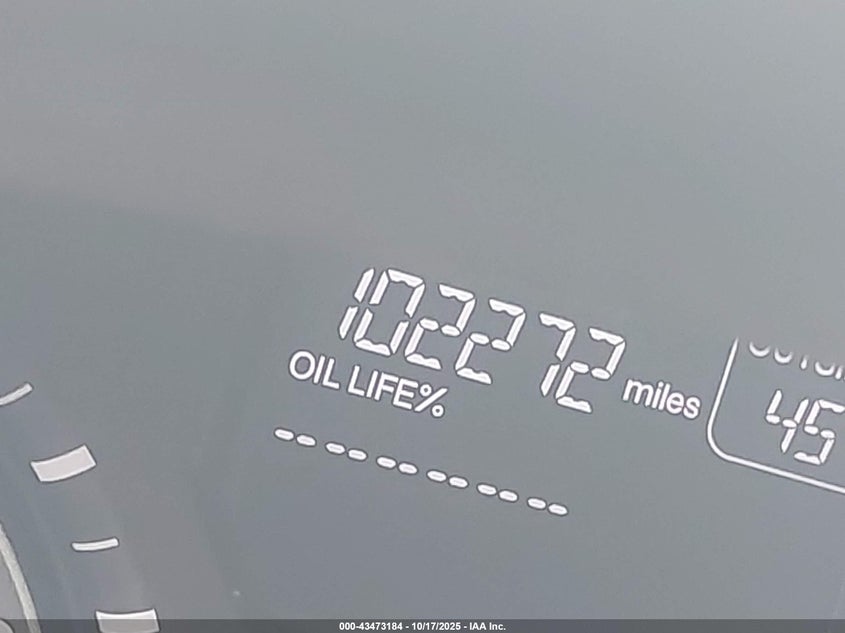 102272 miles
OIL LIFE%
45
000-43473184 - 10/17/2025 - IAA Inc.